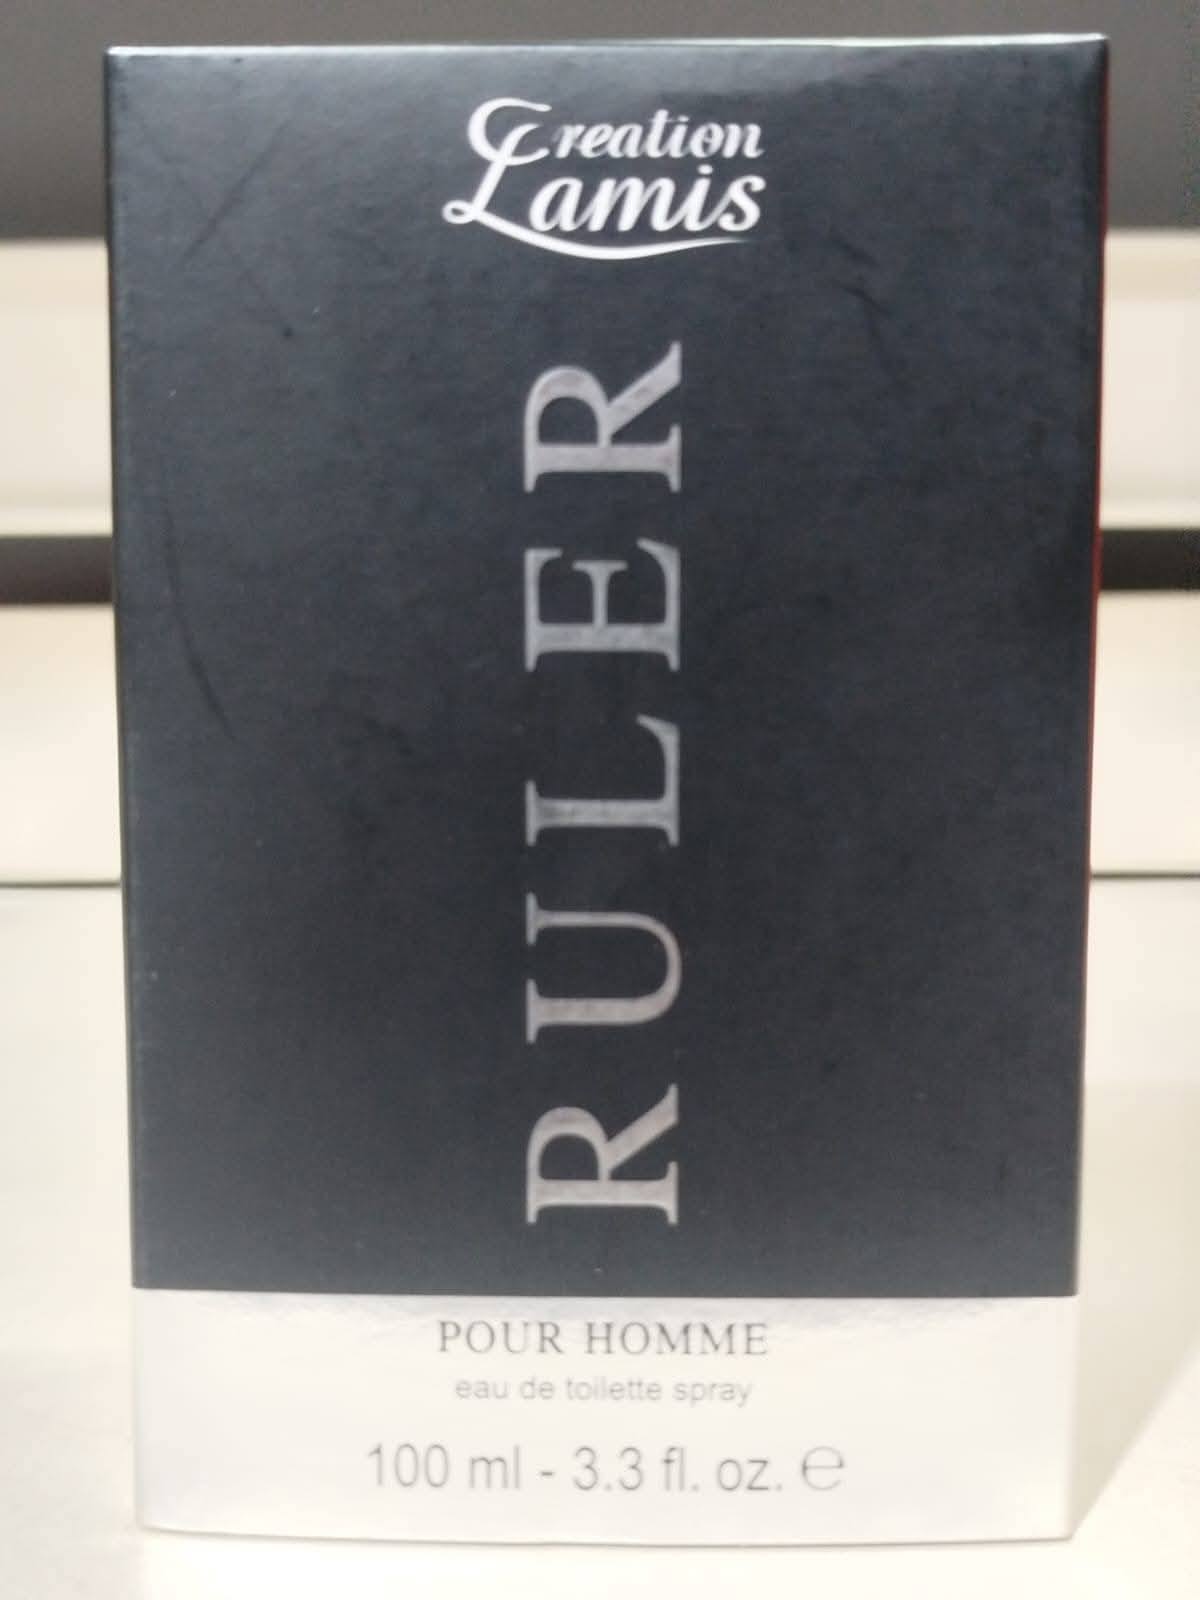 Creation
Lamis
RULER
POUR HOMME
eau de toilette spray
100 ml - 3.3 fl. oz. ℮